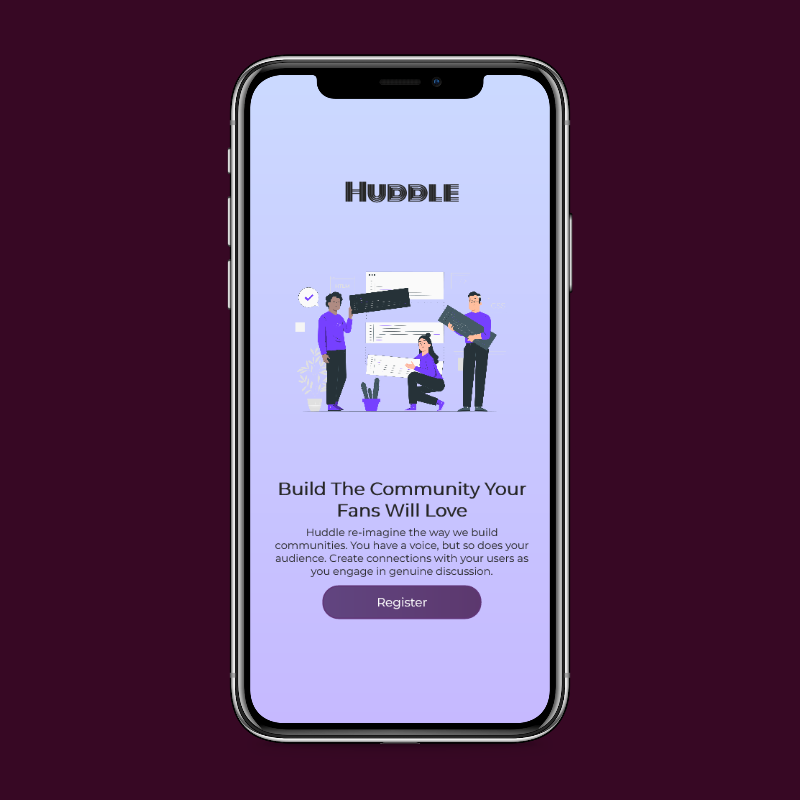 HUDDLE
Build The Community Your
Fans Will Love
Huddle re-imagine the way we build
communities. You have a voice, but so does your
audience. Create connections with your users as
you engage in genuine discussion.
Register